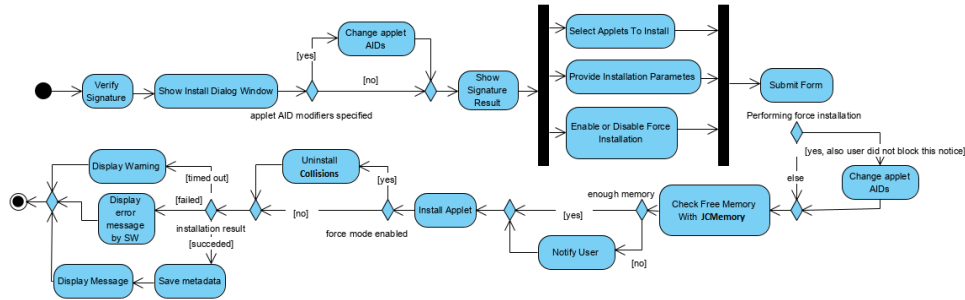 Change applet
AIDs
[yes]
[no]
Verify
Signature
Show Install Dialog Window
applet AID modifiers specified
Show
Signature
Result
Select Applets To Install
Provide Installation Parametes
Enable or Disable Force
Installation
Submit Form
Performing force installation
[yes, also user did not block this notice]
else
Change applet
AIDs
Check Free Memory
With JCMemory
enough memory
[yes]
[no]
Notify User
Install Applet
force mode enabled
[yes]
[no]
Uninstall
Collisions
installation result
[timed out]
[failed]
[succeded]
Display Warning
Display
error
message
by SW
Save metadata
Display Message